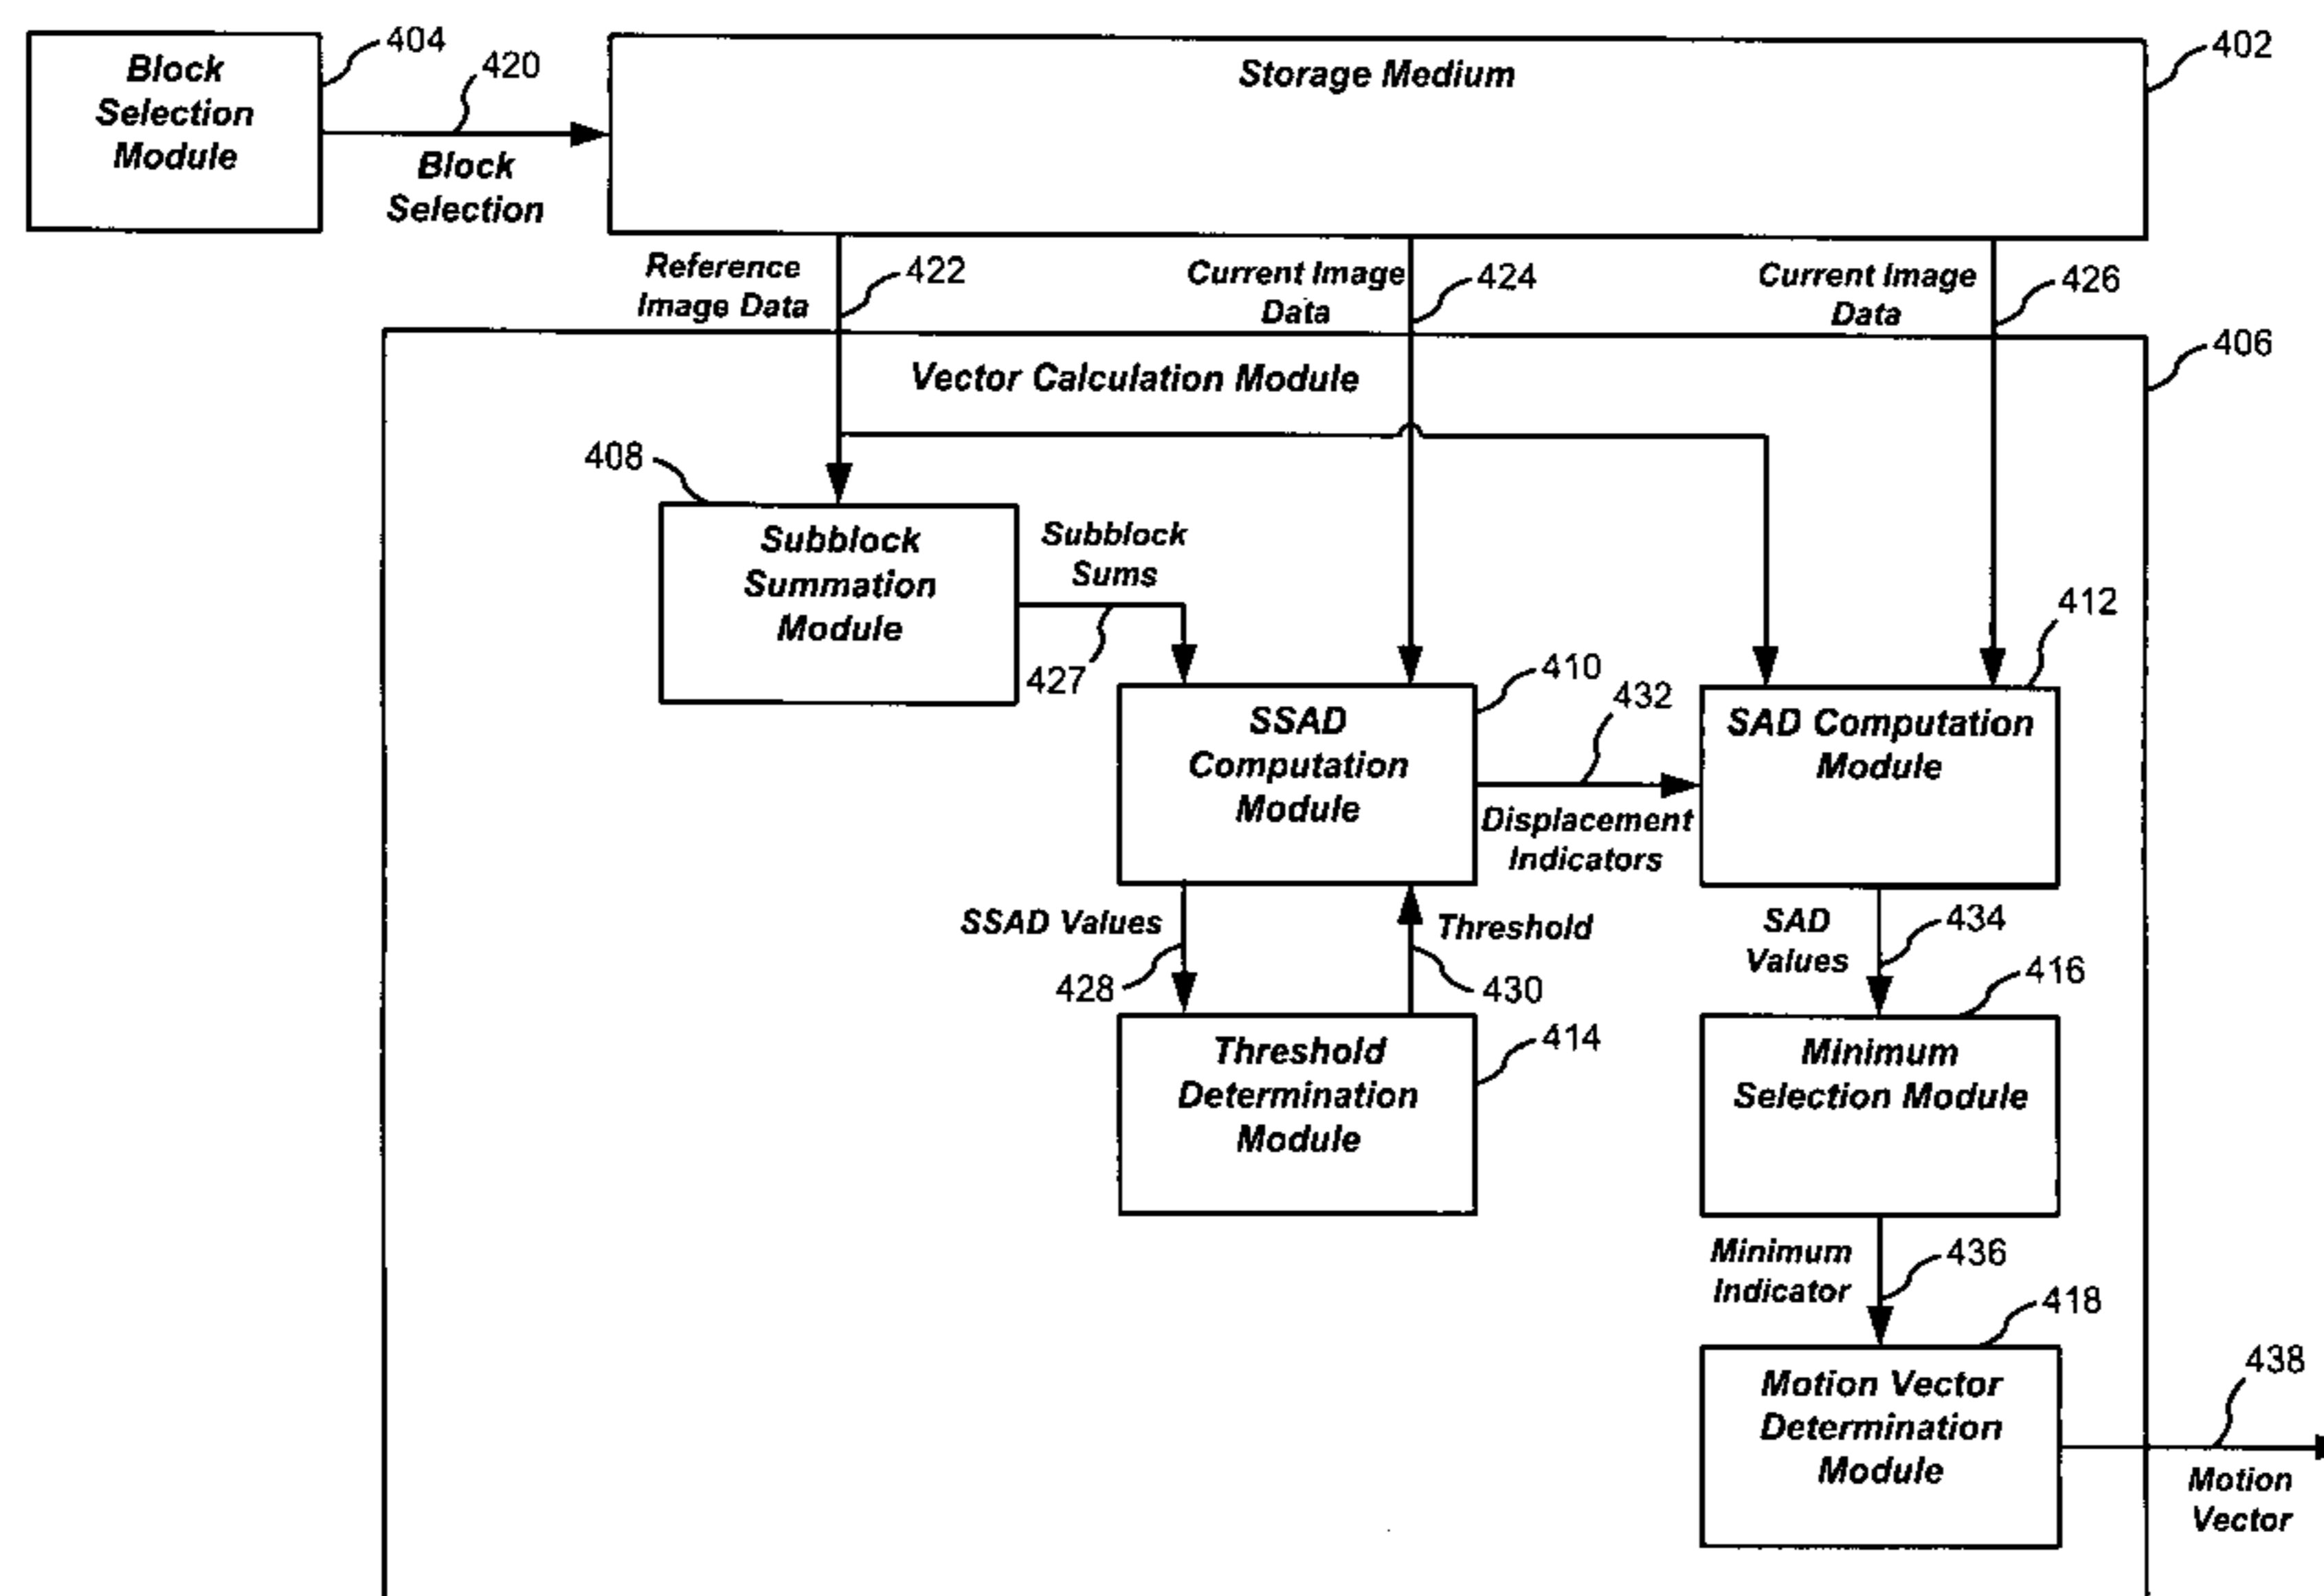 404
Block
Selection
Module
420
Block
Selection
Storage Medium
402
Reference
Image Data
422
Current Image
Data
424
Current Image
Data
426
406
Vector Calculation Module
408
Subblock
Summation
Module
Subblock
Sums
427
412
410
SSAD
Computation
Module
432
Displacement
Indicators
SAD Computation
Module
SSAD Values
428
Threshold
430
SAD
Values
434
416
Threshold
Determination
Module
414
Minimum
Selection Module
Minimum
Indicator
436
418
Motion Vector
Determination
Module
438
Motion
Vector